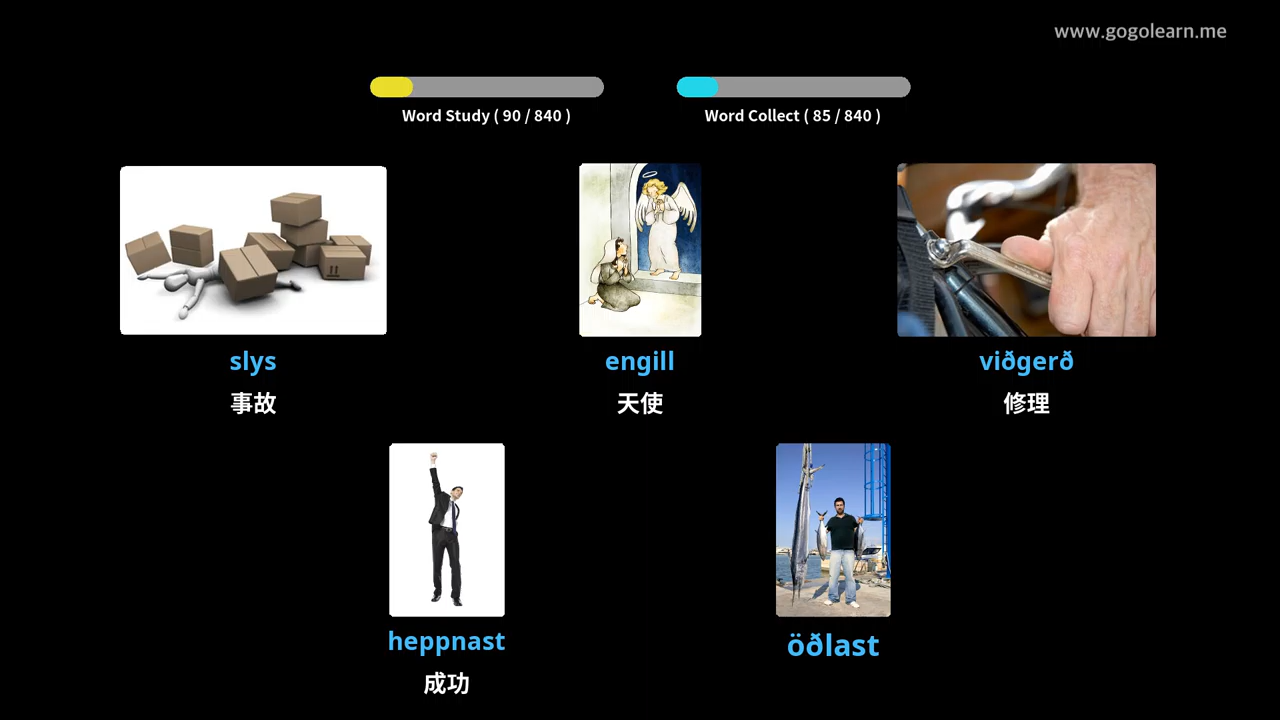 www.gogolearn.me
Word Study ( 90 / 840 )
Word Collect ( 85 / 840 )
slys
engill
viðgerð
事故
天使
修理
heppnast
öðlast
成功